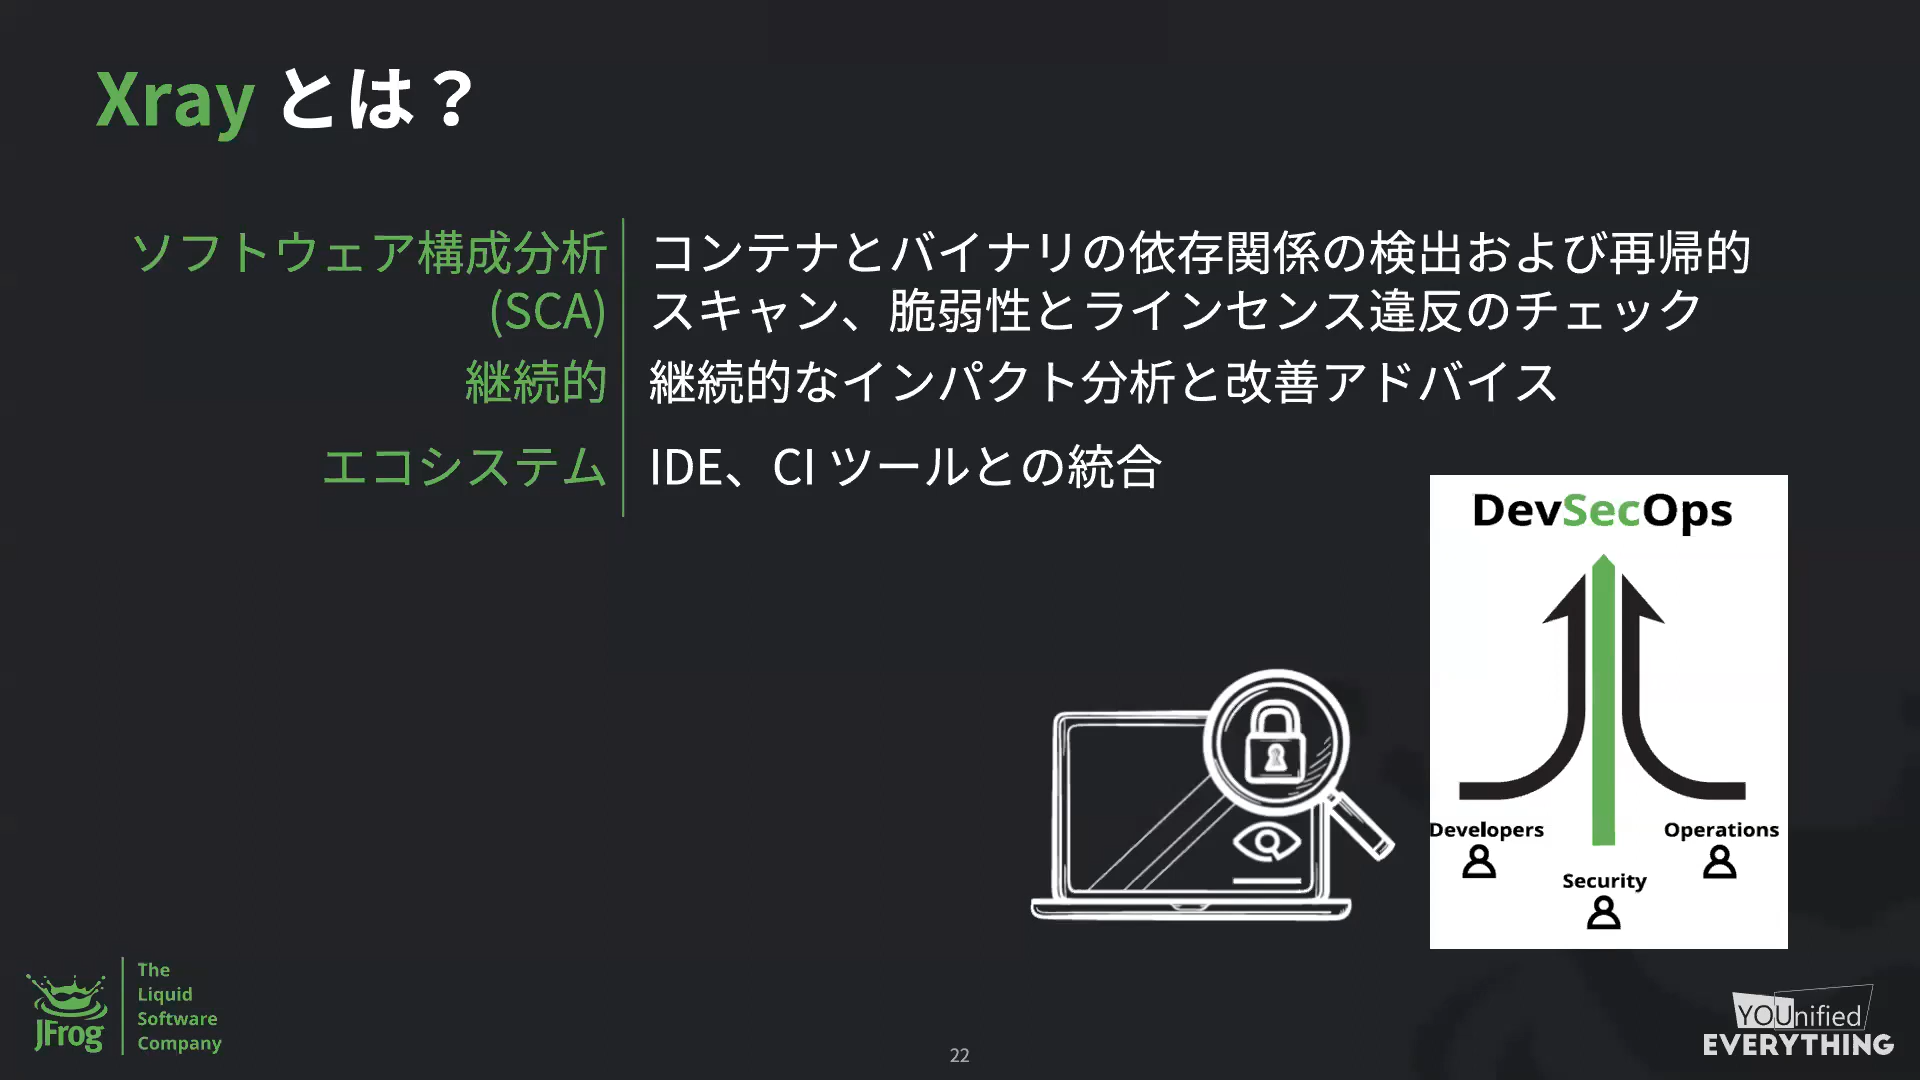 Xray とは？
ソフトウェア構成分析
(SCA)
コンテナとバイナリの依存関係の検出および再帰的
スキャン、脆弱性とラインセンス違反のチェック
継続的
継続的なインパクト分析と改善アドバイス
エコシステム
IDE、CI ツールとの統合
DevSecOps
Developers
Operations
Security
JFrog
The
Liquid
Software
Company
22
YOUnified
EVERYTHING